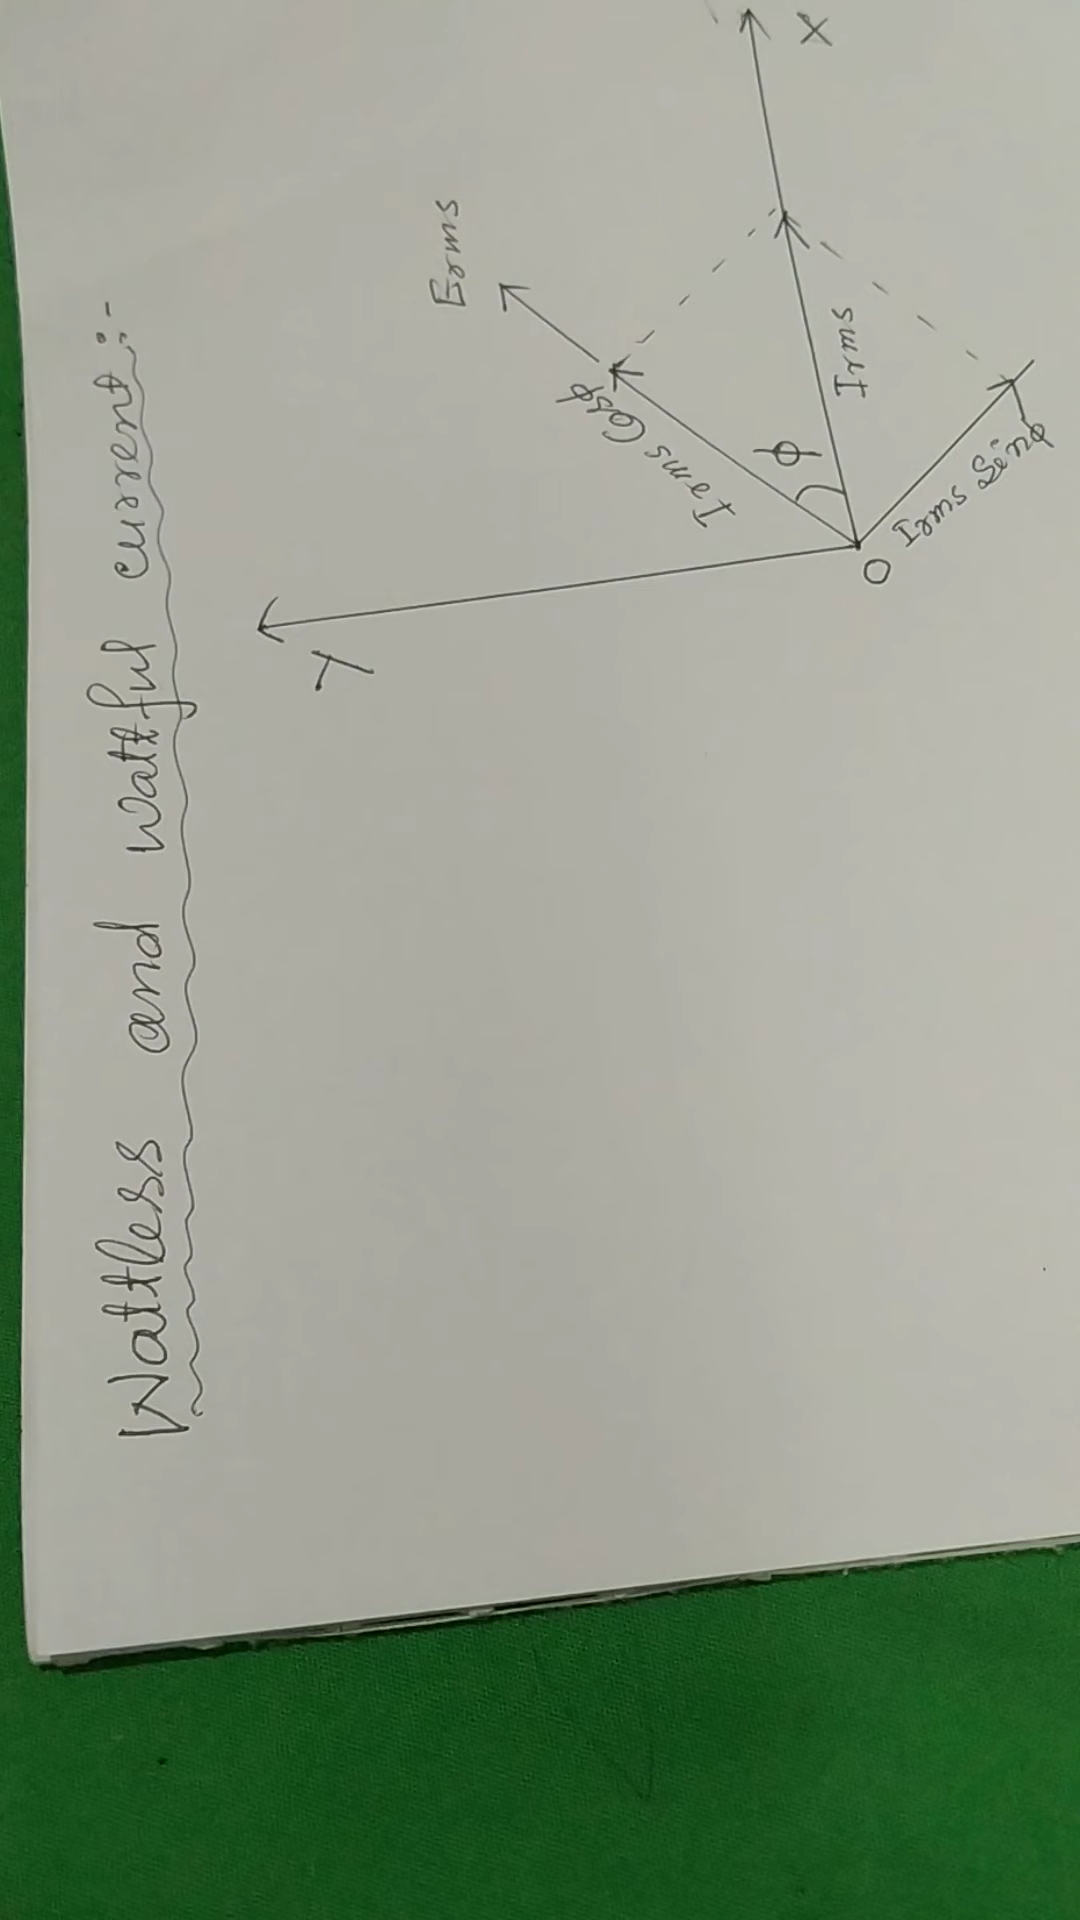 Wattless and wattful current:-
Y
Erms
Irms Cosϕ
ϕ
Irms
X
O
Irms Sinϕ